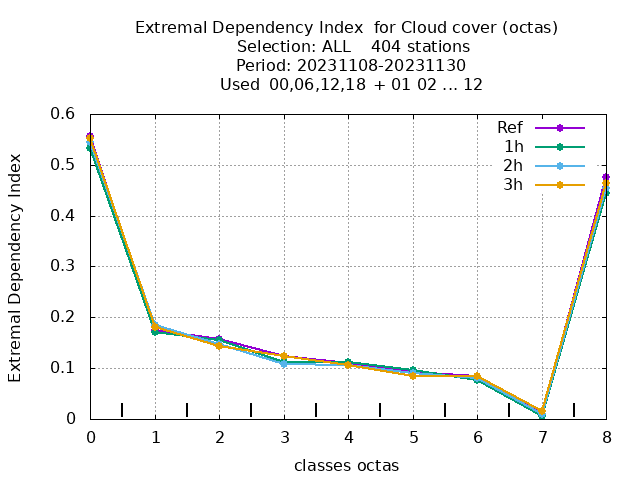 Extremal Dependency Index  for Cloud cover (octas)
Selection: ALL    404 stations
Period: 20231108-20231130
Used  00,06,12,18  + 01 02 ... 12
Extremal Dependency Index
0.6
0.5
0.4
0.3
0.2
0.1
0
Ref
1h
2h
3h
0 1 2 3 4 5 6 7 8
classes octas